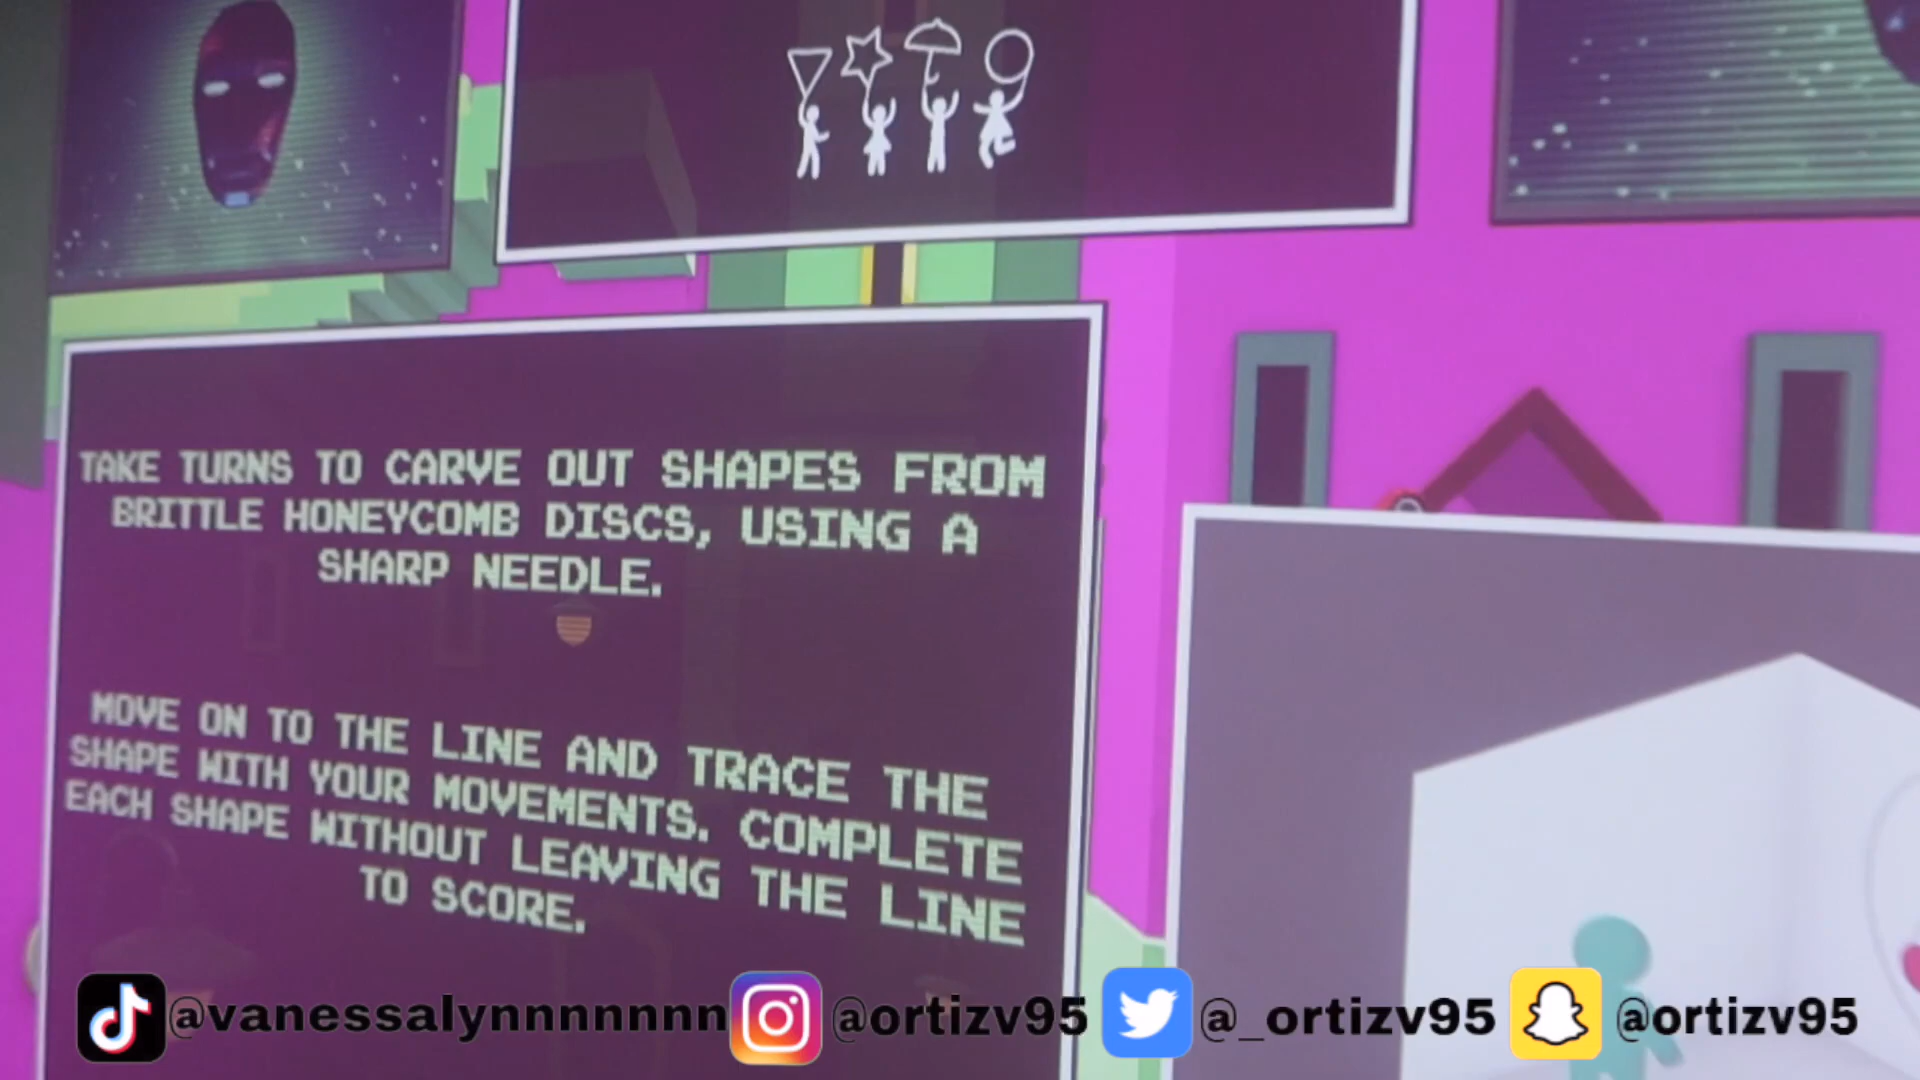 TAKE TURNS TO CARVE OUT SHAPES FROM
BRITTLE HONEYCOMB DISCS, USING A
SHARP NEEDLE.
MOVE ON TO THE LINE AND TRACE THE
SHAPE WITH YOUR MOVEMENTS. COMPLETE
EACH SHAPE WITHOUT LEAVING THE LINE
TO SCORE.
@vanessalynnnnnnnn @ortizv95 @_ortizv95 @ortizv95